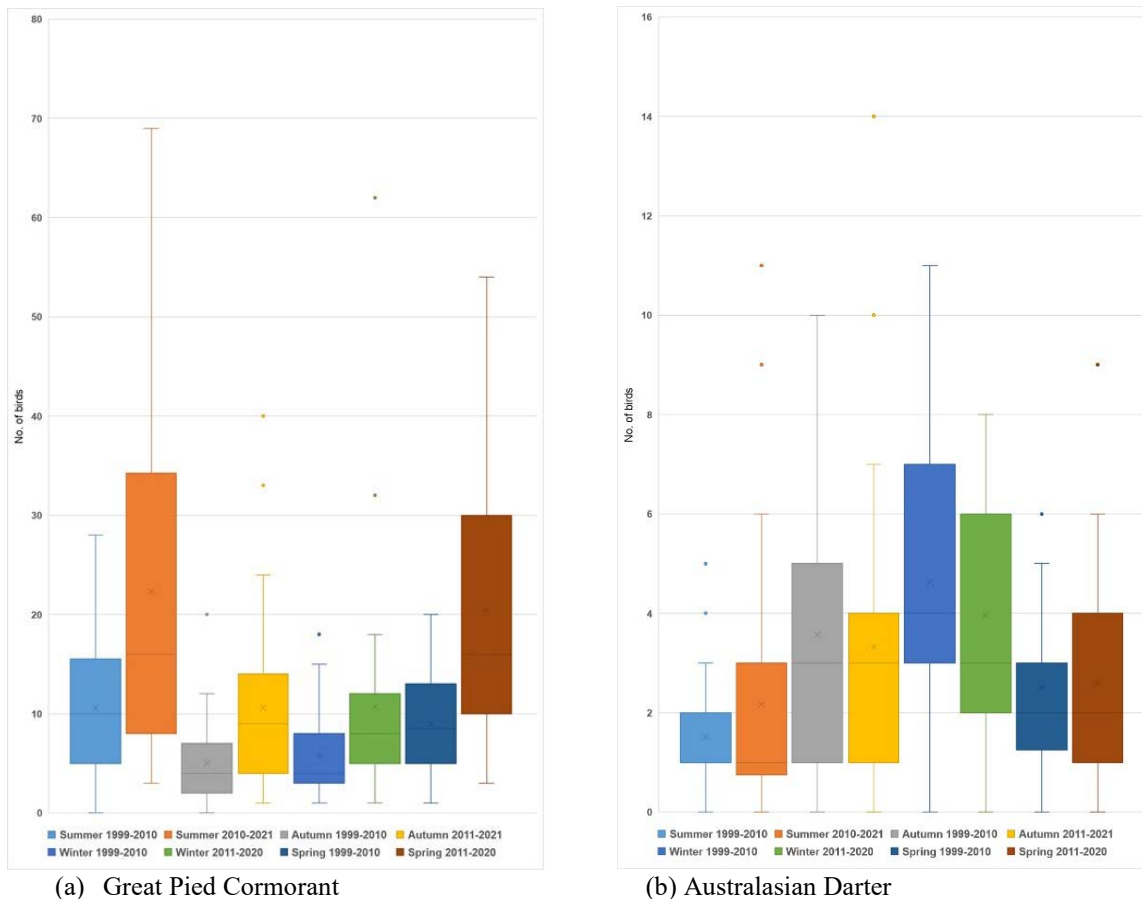 80
70
60
50
40
30
20
10
0
No. of birds
Summer 1999-2010 Summer 2010-2021 Autumn 1999-2010 Autumn 2011-2021
Winter 1999-2010 Winter 2011-2020 Spring 1999-2010 Spring 2011-2020
(a) Great Pied Cormorant
16
14
12
10
8
6
4
2
0
No. of birds
Summer 1999-2010 Summer 2010-2021 Autumn 1999-2010 Autumn 2011-2021
Winter 1999-2010 Winter 2011-2020 Spring 1999-2010 Spring 2011-2020
(b) Australasian Darter